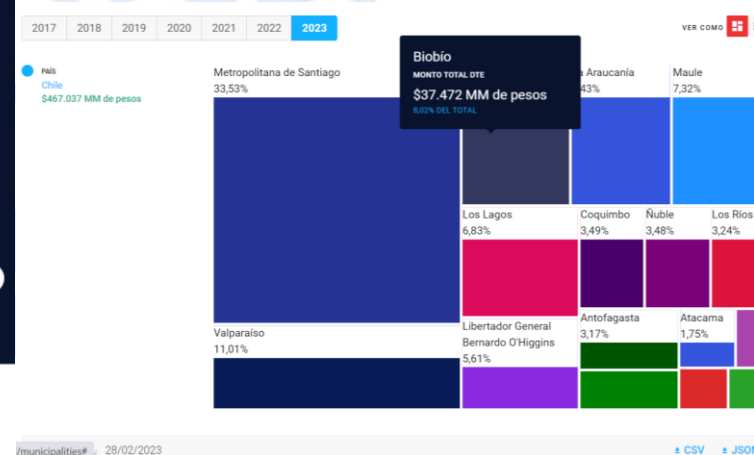 2017 2018 2019 2020 2021 2022 2023
VER COMO
PAÍS
Chile
$467.037 MM de pesos
Biobío
MONTO TOTAL DTE
$37.472 MM de pesos
8,02% DEL TOTAL
Metropolitana de Santiago
33,53%
Araucanía
43%
Maule
7,32%
Los Lagos
6,83%
Coquimbo
3,49%
Ñuble
3,48%
Los Ríos
3,24%
Valparaíso
11,01%
Libertador General
Bernardo O'Higgins
5,61%
Antofagasta
3,17%
Atacama
1,75%
/municipalities# : 28/02/2023
CSV JSON